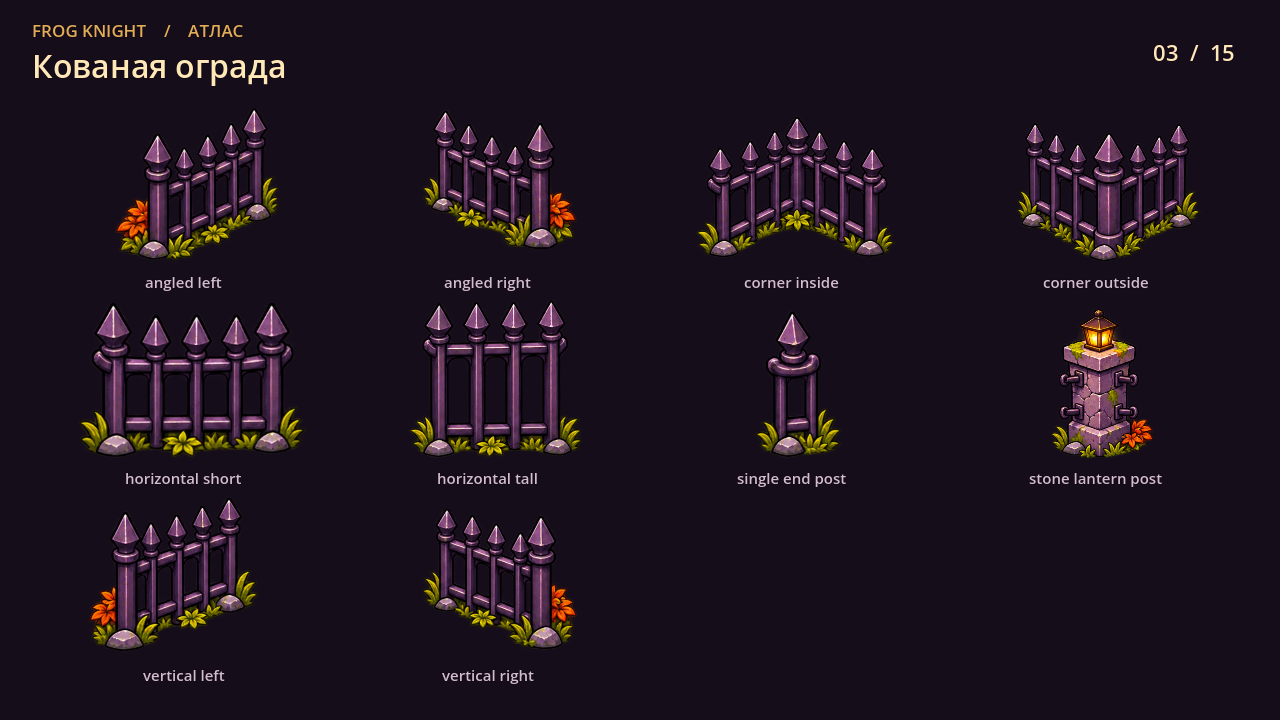 FROG KNIGHT / АТЛАС
Кованая ограда
03 / 15
angled left
angled right
corner inside
corner outside
horizontal short
horizontal tall
single end post
stone lantern post
vertical left
vertical right